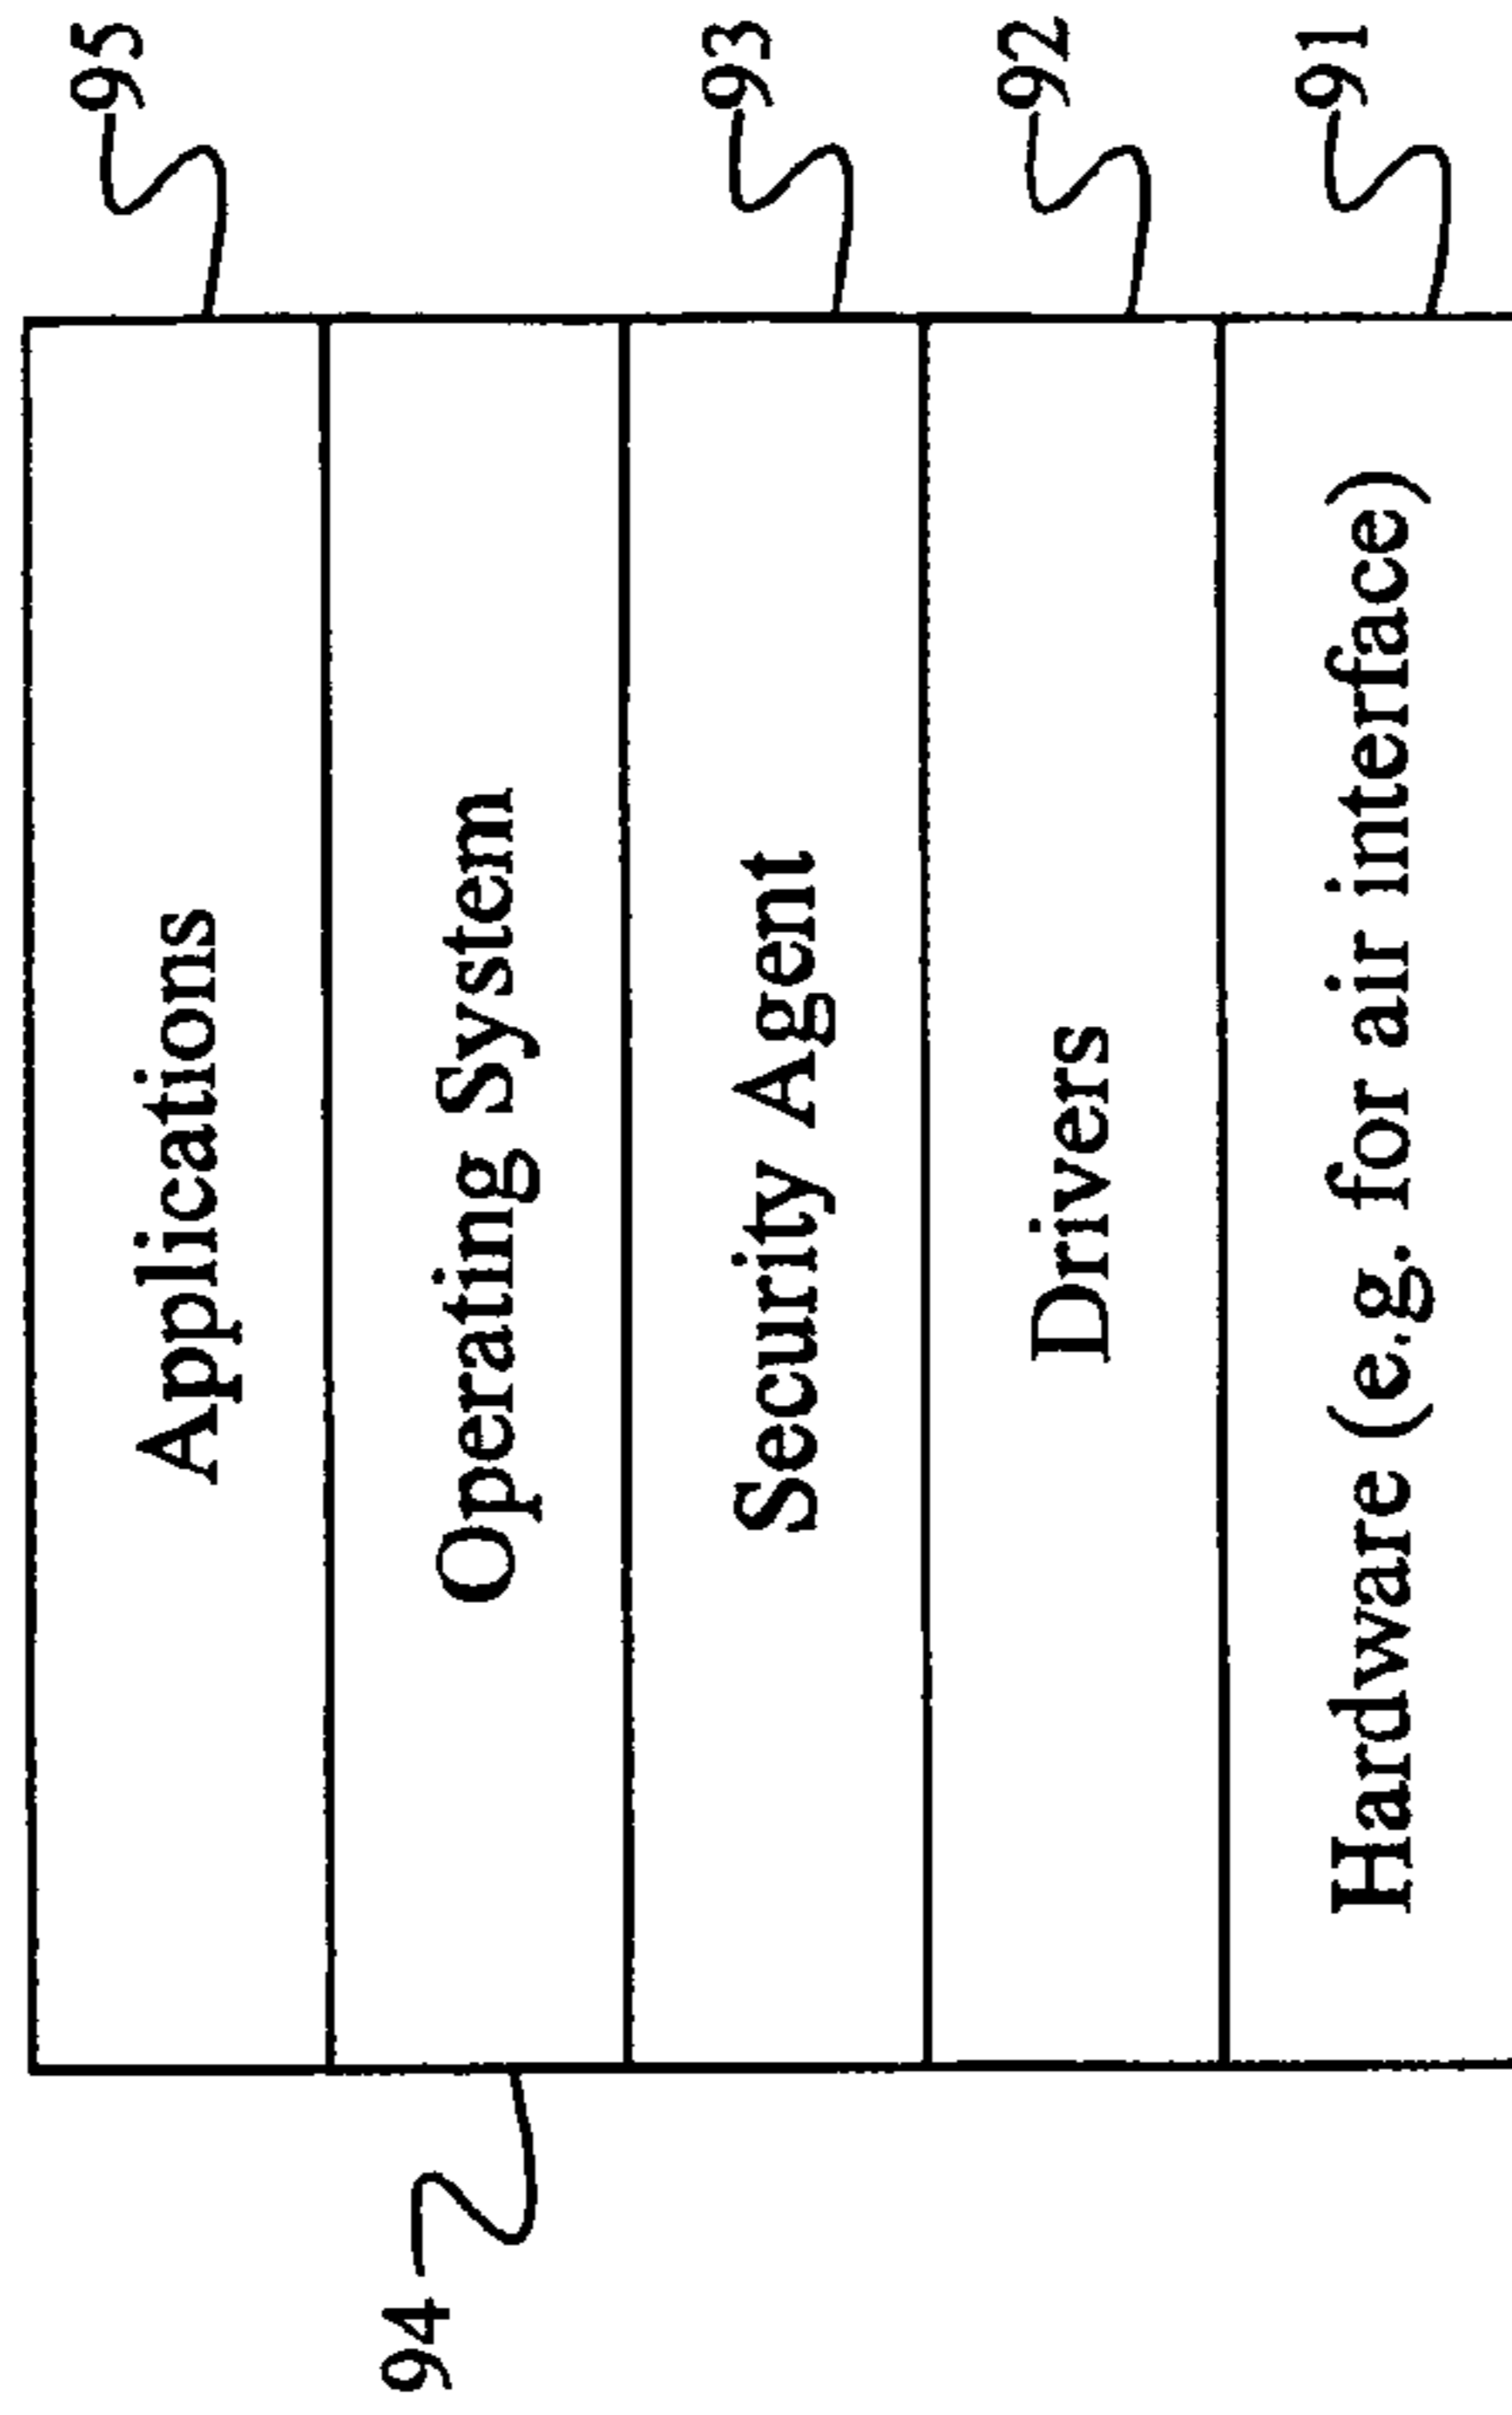 95
Applications
94
Operating System
93
Security Agent
92
Drivers
91
Hardware (e.g. for air interface)